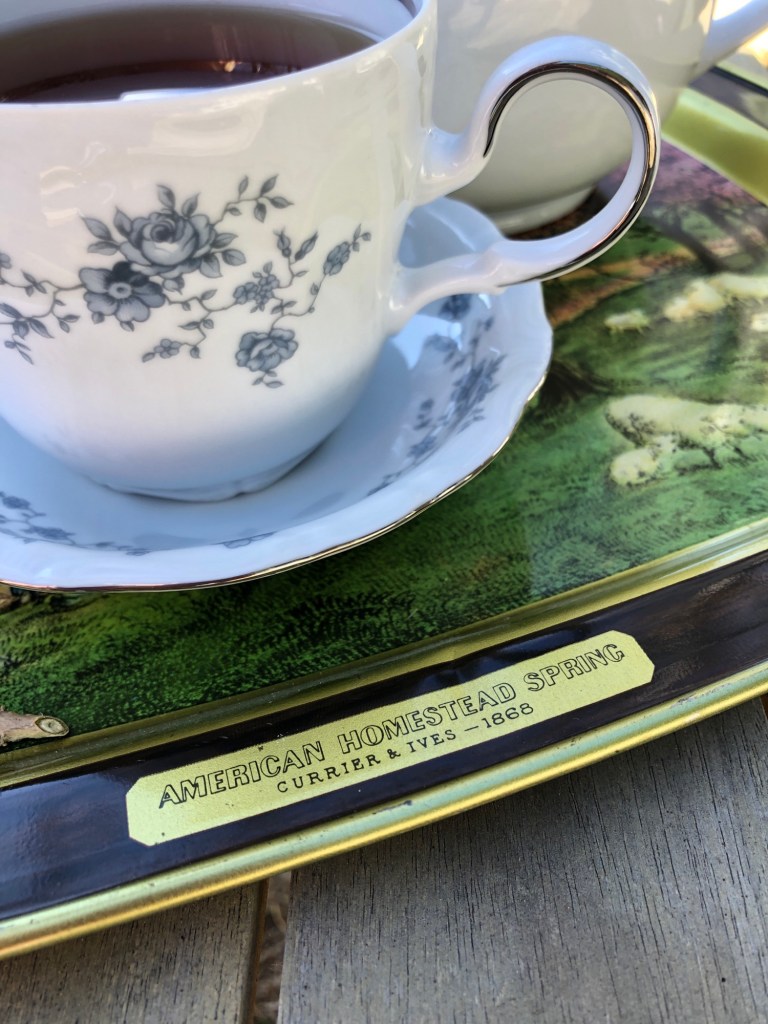 AMERICAN HOMESTEAD SPRING
CURRIER & IVES – 1868